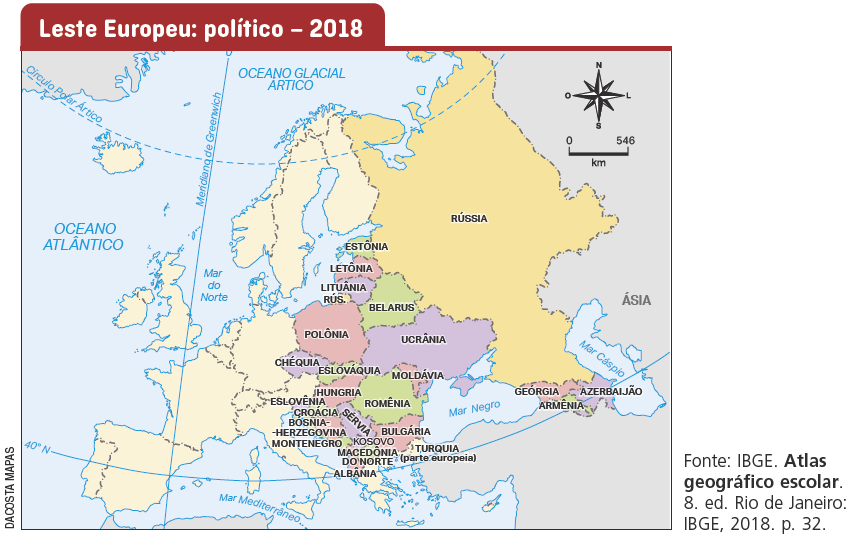 Leste Europeu: político – 2018
OCEANO GLACIAL
ÁRTICO
Círculo Polar Ártico
Meridiano de Greenwich
N
O
L
S
0 546
km
RÚSSIA
OCEANO
ATLÂNTICO
ESTÔNIA
LETÔNIA
Mar
do
Norte
LITUÂNIA
RÚS.
BELARUS
ÁSIA
POLÔNIA
UCRÂNIA
CHÉQUIA
ESLOVÁQUIA
MOLDÁVIA
Mar Cáspio
HUNGRIA
GEÓRGIA
AZERBAIJÃO
ESLOVÊNIA
ROMÊNIA
ARMÊNIA
CROÁCIA
SÉRVIA
Mar Negro
BÓSNIA-
-HERZEGOVINA
BULGÁRIA
MONTENEGRO
KOSOVO
40° N
MACEDÔNIA
DO NORTE
TURQUIA
(parte europeia)
ALBÂNIA
Mar Mediterrâneo
DACOSTA MAPAS
Fonte: IBGE. Atlas
geográfico escolar.
8. ed. Rio de Janeiro:
IBGE, 2018. p. 32.